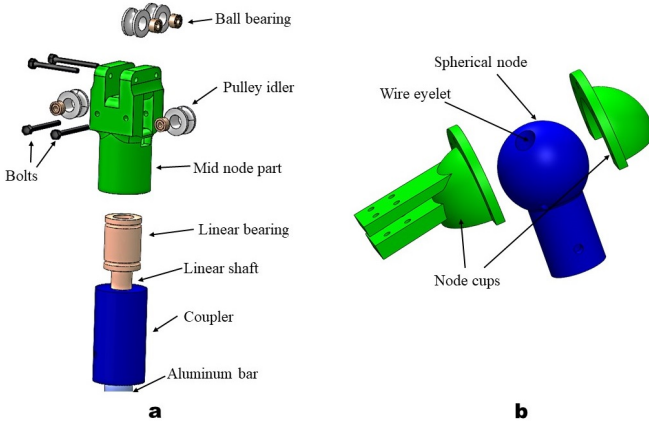 Ball bearing
Pulley idler
Bolts
Mid node part
Linear bearing
Linear shaft
Coupler
Aluminum bar
a
Spherical node
Wire eyelet
Node cups
b